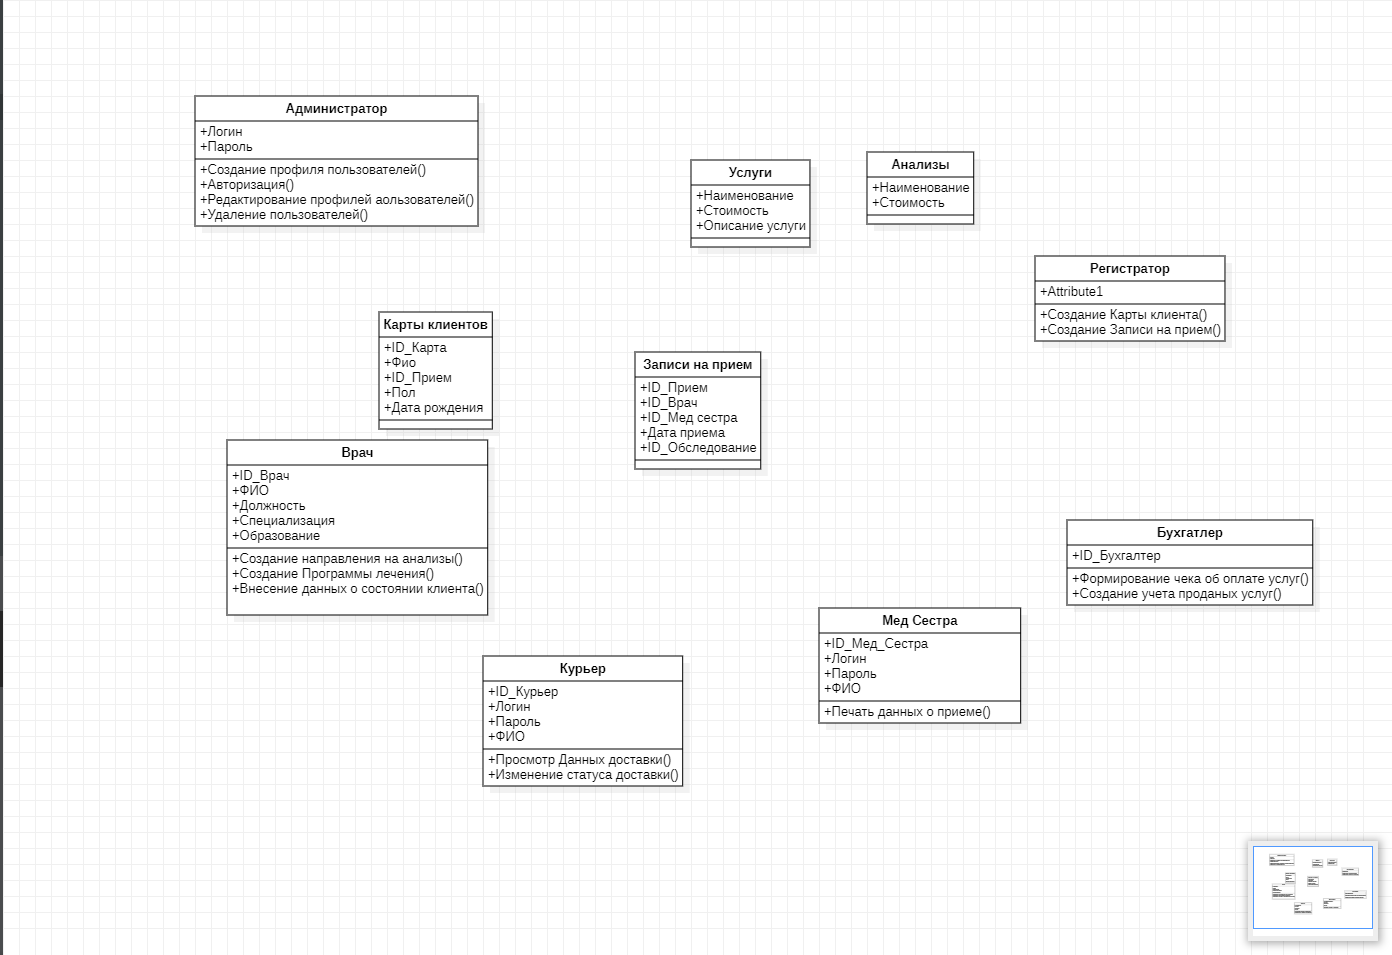 Администратор
+Логин
+Пароль
+Создание профиля пользователей()
+Авторизация()
+Редактирование профилей аользователей()
+Удаление пользователей()
Услуги
+Наименование
+Стоимость
+Описание услуги
Анализы
+Наименование
+Стоимость
Регистратор
+Attribute1
+Создание Карты клиента()
+Создание Записи на прием()
Карты клиентов
+ID_Карта
+Фио
+ID_Прием
+Пол
+Дата рождения
Записи на прием
+ID_Прием
+ID_Врач
+ID_Мед сестра
+Дата приема
+ID_Обследование
Врач
+ID_Врач
+ФИО
+Должность
+Специализация
+Образование
+Создание направления на анализы()
+Создание Программы лечения()
+Внесение данных о состоянии клиента()
Бухгатлер
+ID_Бухгалтер
+Формирование чека об оплате услуг()
+Создание учета проданых услуг()
Мед Сестра
+ID_Мед_Сестра
+Логин
+Пароль
+ФИО
+Печать данных о приеме()
Курьер
+ID_Курьер
+Логин
+Пароль
+ФИО
+Просмотр Данных доставки()
+Изменение статуса доставки()